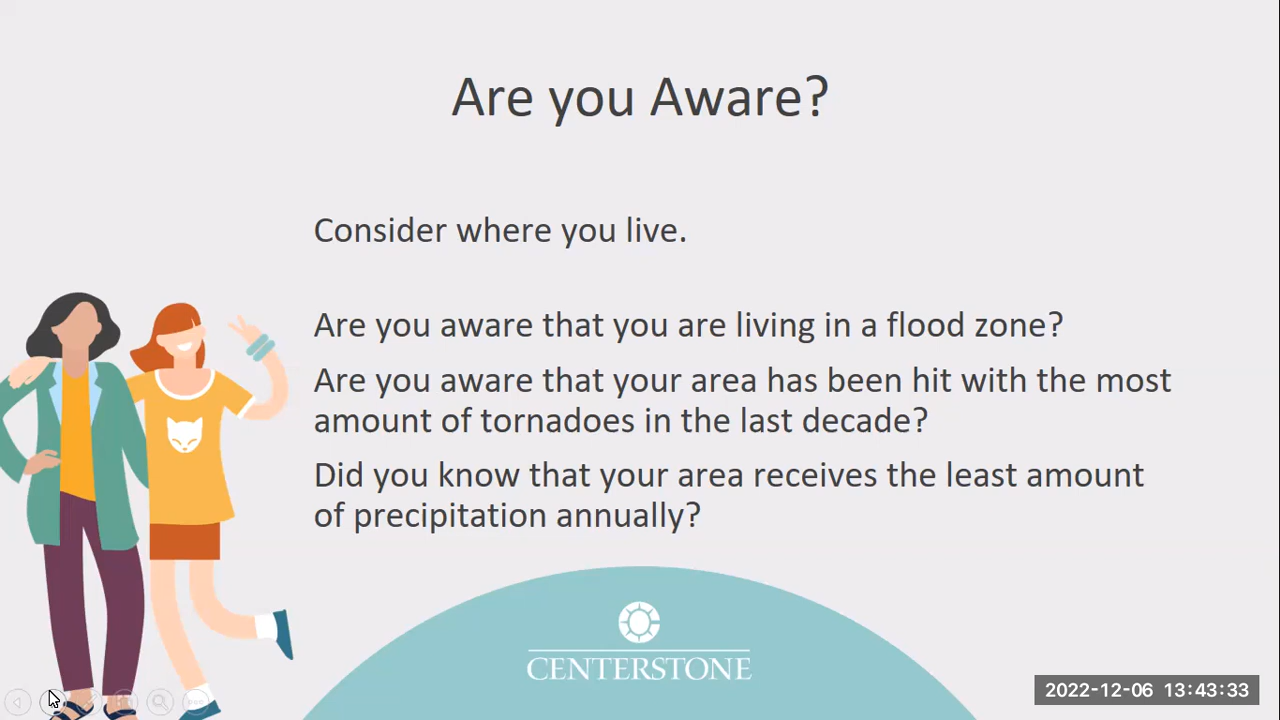 Are you Aware?
Consider where you live.
Are you aware that you are living in a flood zone?
Are you aware that your area has been hit with the most
amount of tornadoes in the last decade?
Did you know that your area receives the least amount
of precipitation annually?
CENTERSTONE
2022-12-06 13:43:33